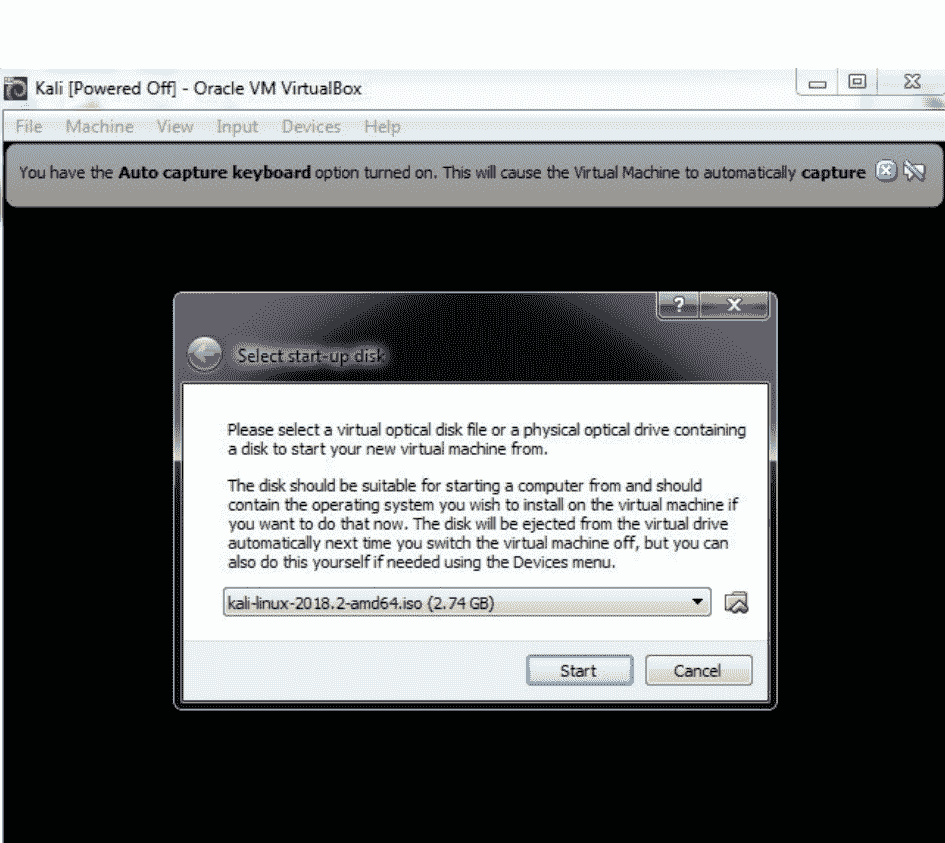 Kali [Powered Off] - Oracle VM VirtualBox
File Machine View Input Devices Help
You have the Auto capture keyboard option turned on. This will cause the Virtual Machine to automatically capture
?
Select start-up disk
Please select a virtual optical disk file or a physical optical drive containing
a disk to start your new virtual machine from.
The disk should be suitable for starting a computer from and should
contain the operating system you wish to install on the virtual machine if
you want to do that now. The disk will be ejected from the virtual drive
automatically next time you switch the virtual machine off, but you can
also do this yourself if needed using the Devices menu.
kali-linux-2018.2-amd64.iso (2.74 GB)
Start Cancel